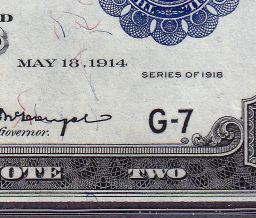 D
MAY 18, 1914
SERIES OF 1918
G-7
Governor.
OTE TWO